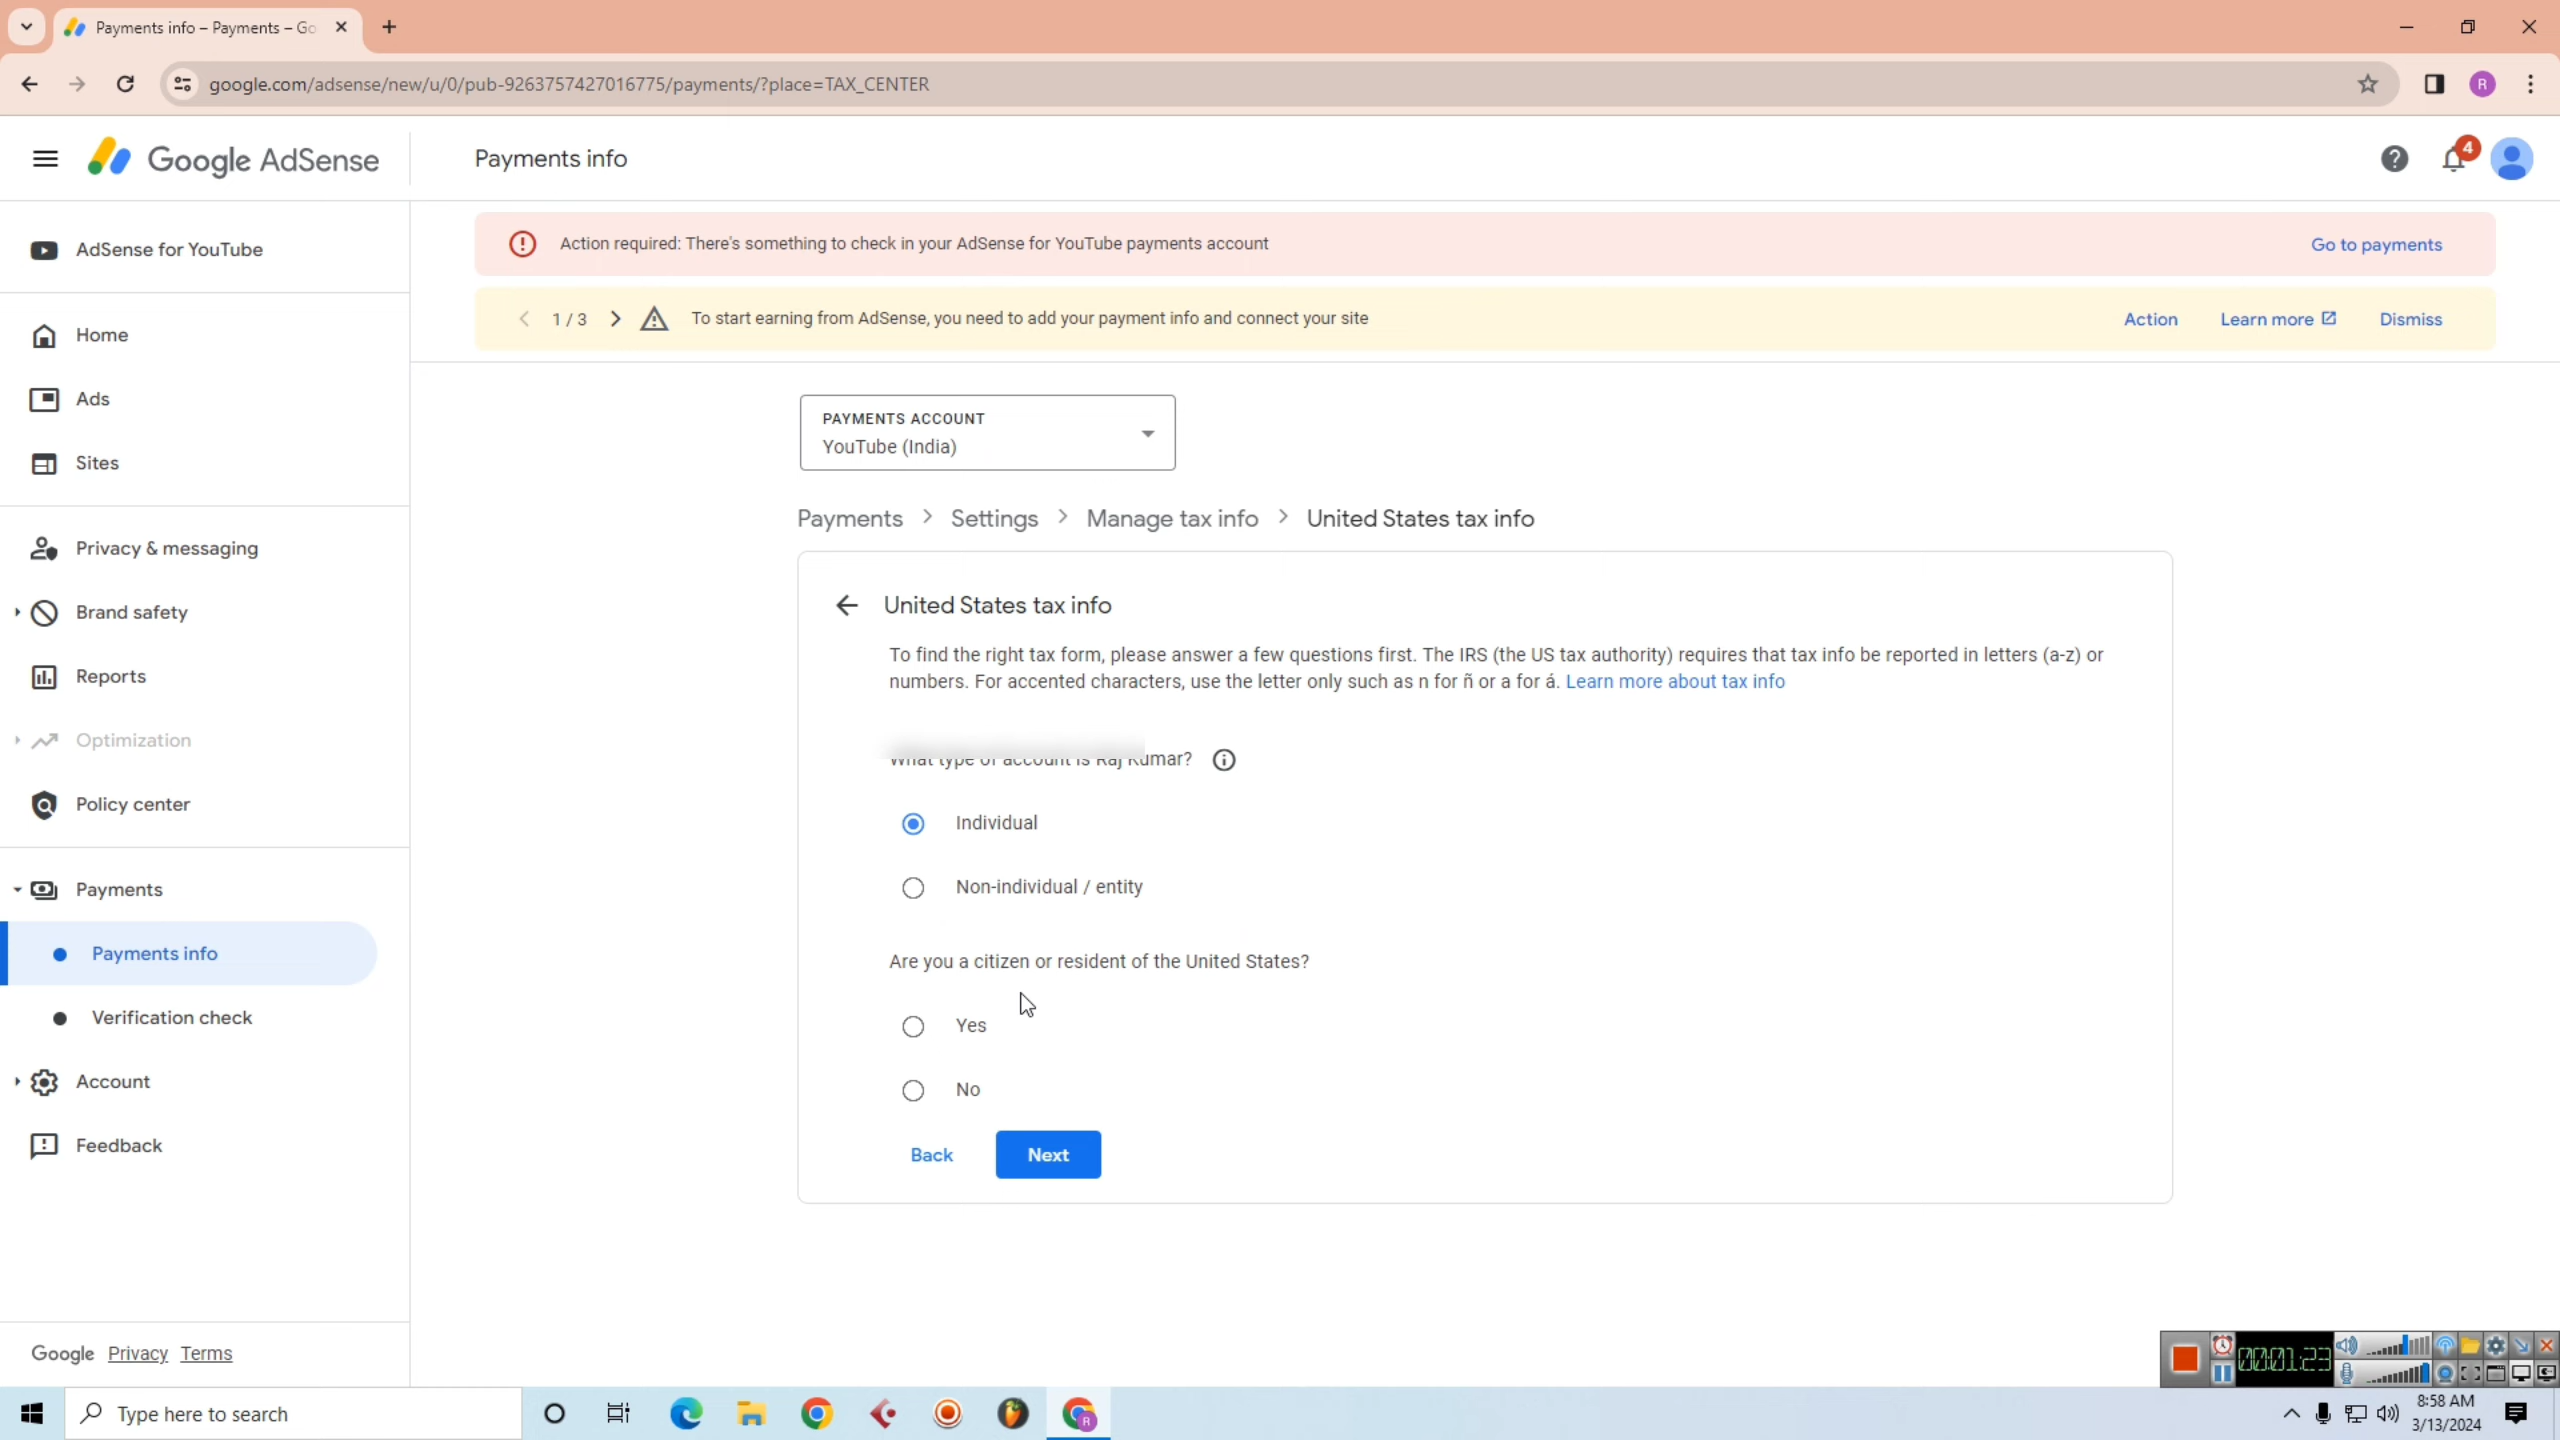 Payments info – Payments – Go
google.com/adsense/new/u/0/pub-9263757427016775/payments/?place=TAX_CENTER
Google AdSense
Payments info
4
R
AdSense for YouTube
Action required: There's something to check in your AdSense for YouTube payments account
Go to payments
1 / 3
To start earning from AdSense, you need to add your payment info and connect your site
Action
Learn more
Dismiss
Home
Ads
Sites
Privacy & messaging
Brand safety
Reports
Optimization
Policy center
Payments
Payments info
Verification check
Account
Feedback
Google Privacy Terms
PAYMENTS ACCOUNT
YouTube (India)
Payments > Settings > Manage tax info > United States tax info
United States tax info
To find the right tax form, please answer a few questions first. The IRS (the US tax authority) requires that tax info be reported in letters (a-z) or
numbers. For accented characters, use the letter only such as n for ñ or a for á. Learn more about tax info
What type of account is Raj Kumar?
Individual
Non-individual / entity
Are you a citizen or resident of the United States?
Yes
No
Back
Next
00:01:23
Type here to search
R
8:58 AM
3/13/2024